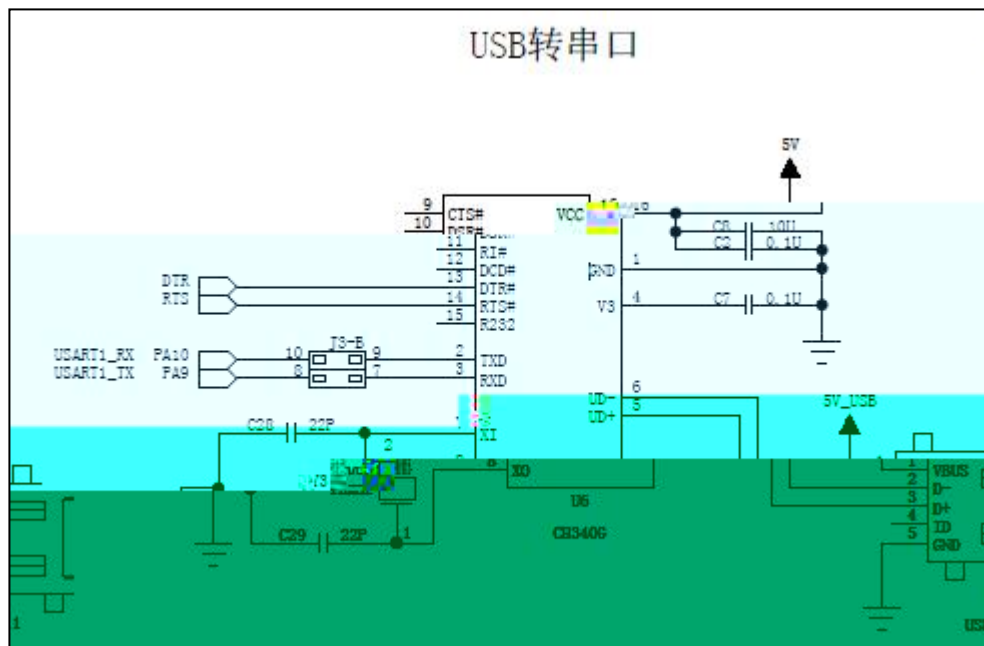 USB转串口
5V
9 CTS# VCC
10 DSR# C8 10U
11 RI# C2 0.1U
12 DCD# GND 1
DTR 13 DTR#
RTS 14 RTS# V3 4 C7 0.1U
15 R232
J3-B
USART1_RX PA10 10 9 2 TXD
USART1_TX PA9 8 7 3 RXD
UD- 6
UD+ 5 5V_USB
C28 22P XI
2
8 XO 1 VBUS
2 D-
U6 3 D+
4 ID
C29 22P 1 CH340G 5 GND
1